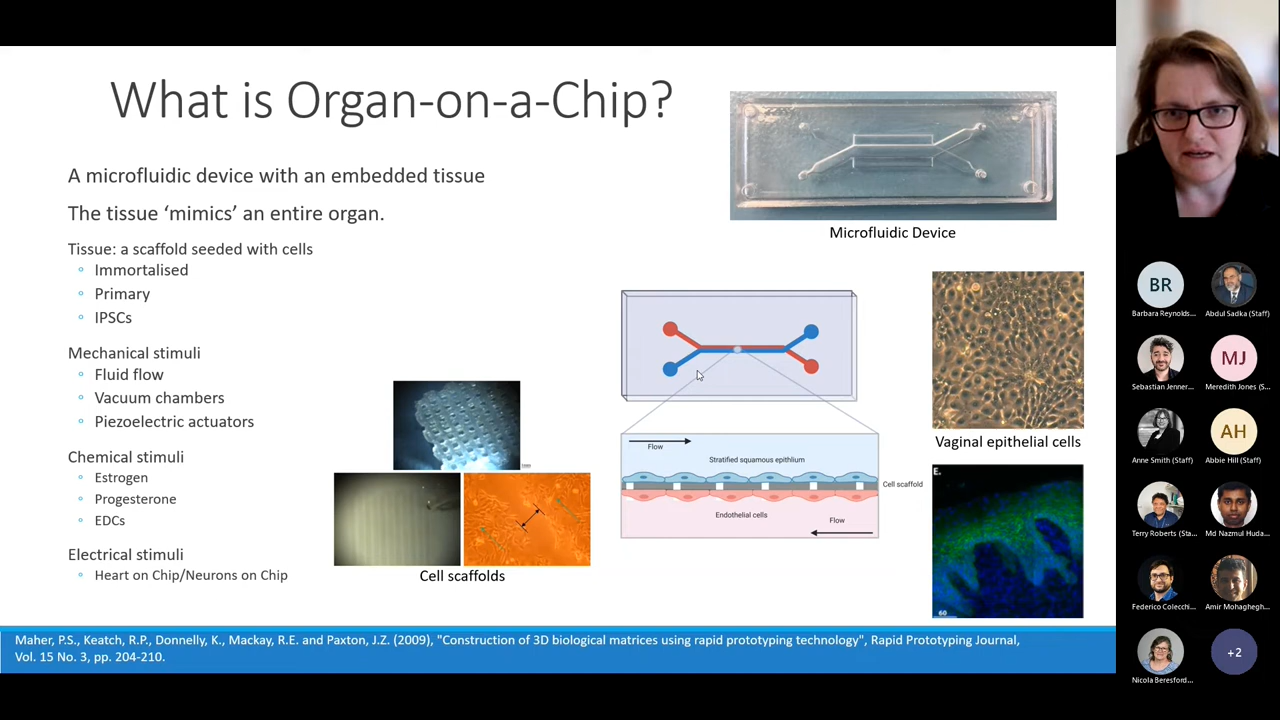 What is Organ-on-a-Chip?
A microfluidic device with an embedded tissue
The tissue ‘mimics’ an entire organ.
Tissue: a scaffold seeded with cells
Immortalised
Primary
IPSCs
Mechanical stimuli
Fluid flow
Vacuum chambers
Piezoelectric actuators
Chemical stimuli
Estrogen
Progesterone
EDCs
Electrical stimuli
Heart on Chip/Neurons on Chip
Cell scaffolds
Microfluidic Device
Flow
Stratified squamous epithlium
Cell scaffold
Endothelial cells
Flow
Vaginal epithelial cells
E.
60
Maher, P.S., Keatch, R.P., Donnelly, K., Mackay, R.E. and Paxton, J.Z. (2009), "Construction of 3D biological matrices using rapid prototyping technology", Rapid Prototyping Journal,
Vol. 15 No. 3, pp. 204-210.
BR
Barbara Reynolds...
Abdul Sadka (Staff)
MJ
Sebastian Jenner...
Meredith Jones (S...
AH
Anne Smith (Staff)
Abbie Hill (Staff)
Terry Roberts (Sta...
Md Nazmul Huda...
Federico Colecchi...
Amir Mohaghegh...
+2
Nicola Beresford...